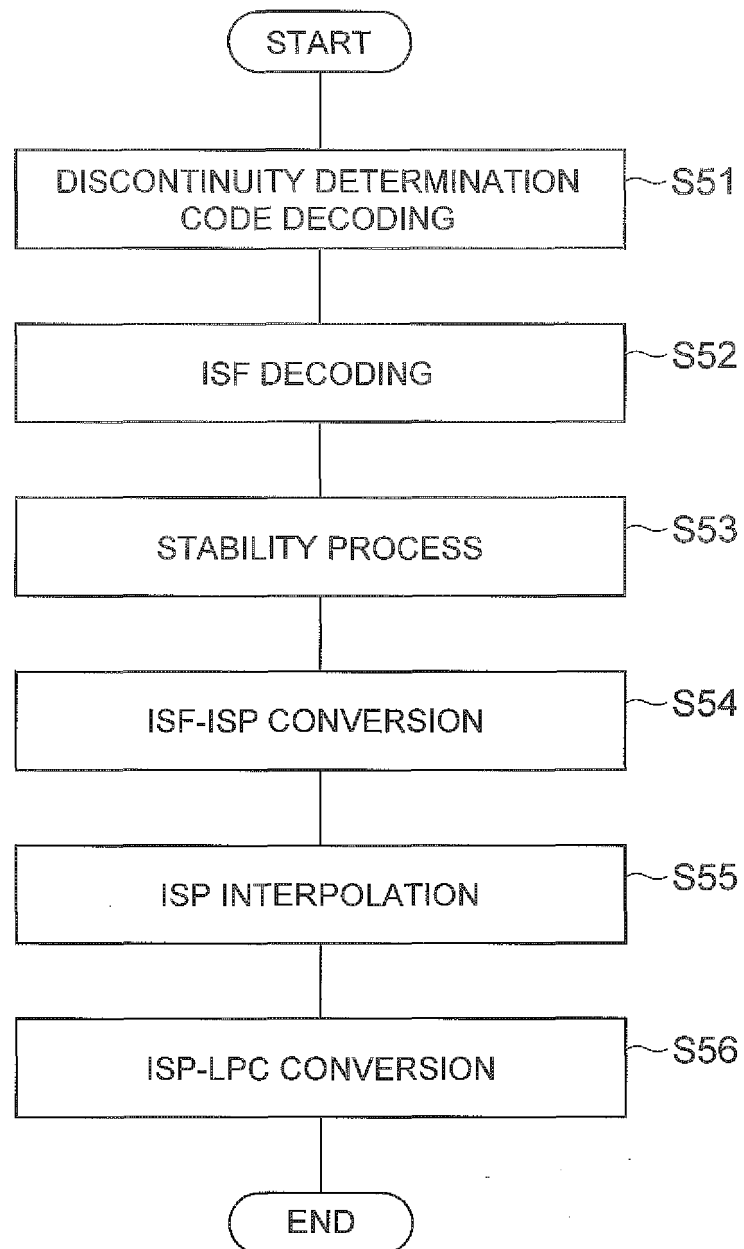 START
DISCONTINUITY DETERMINATION
CODE DECODING
S51
ISF DECODING
S52
STABILITY PROCESS
S53
ISF-ISP CONVERSION
S54
ISP INTERPOLATION
S55
ISP-LPC CONVERSION
S56
END